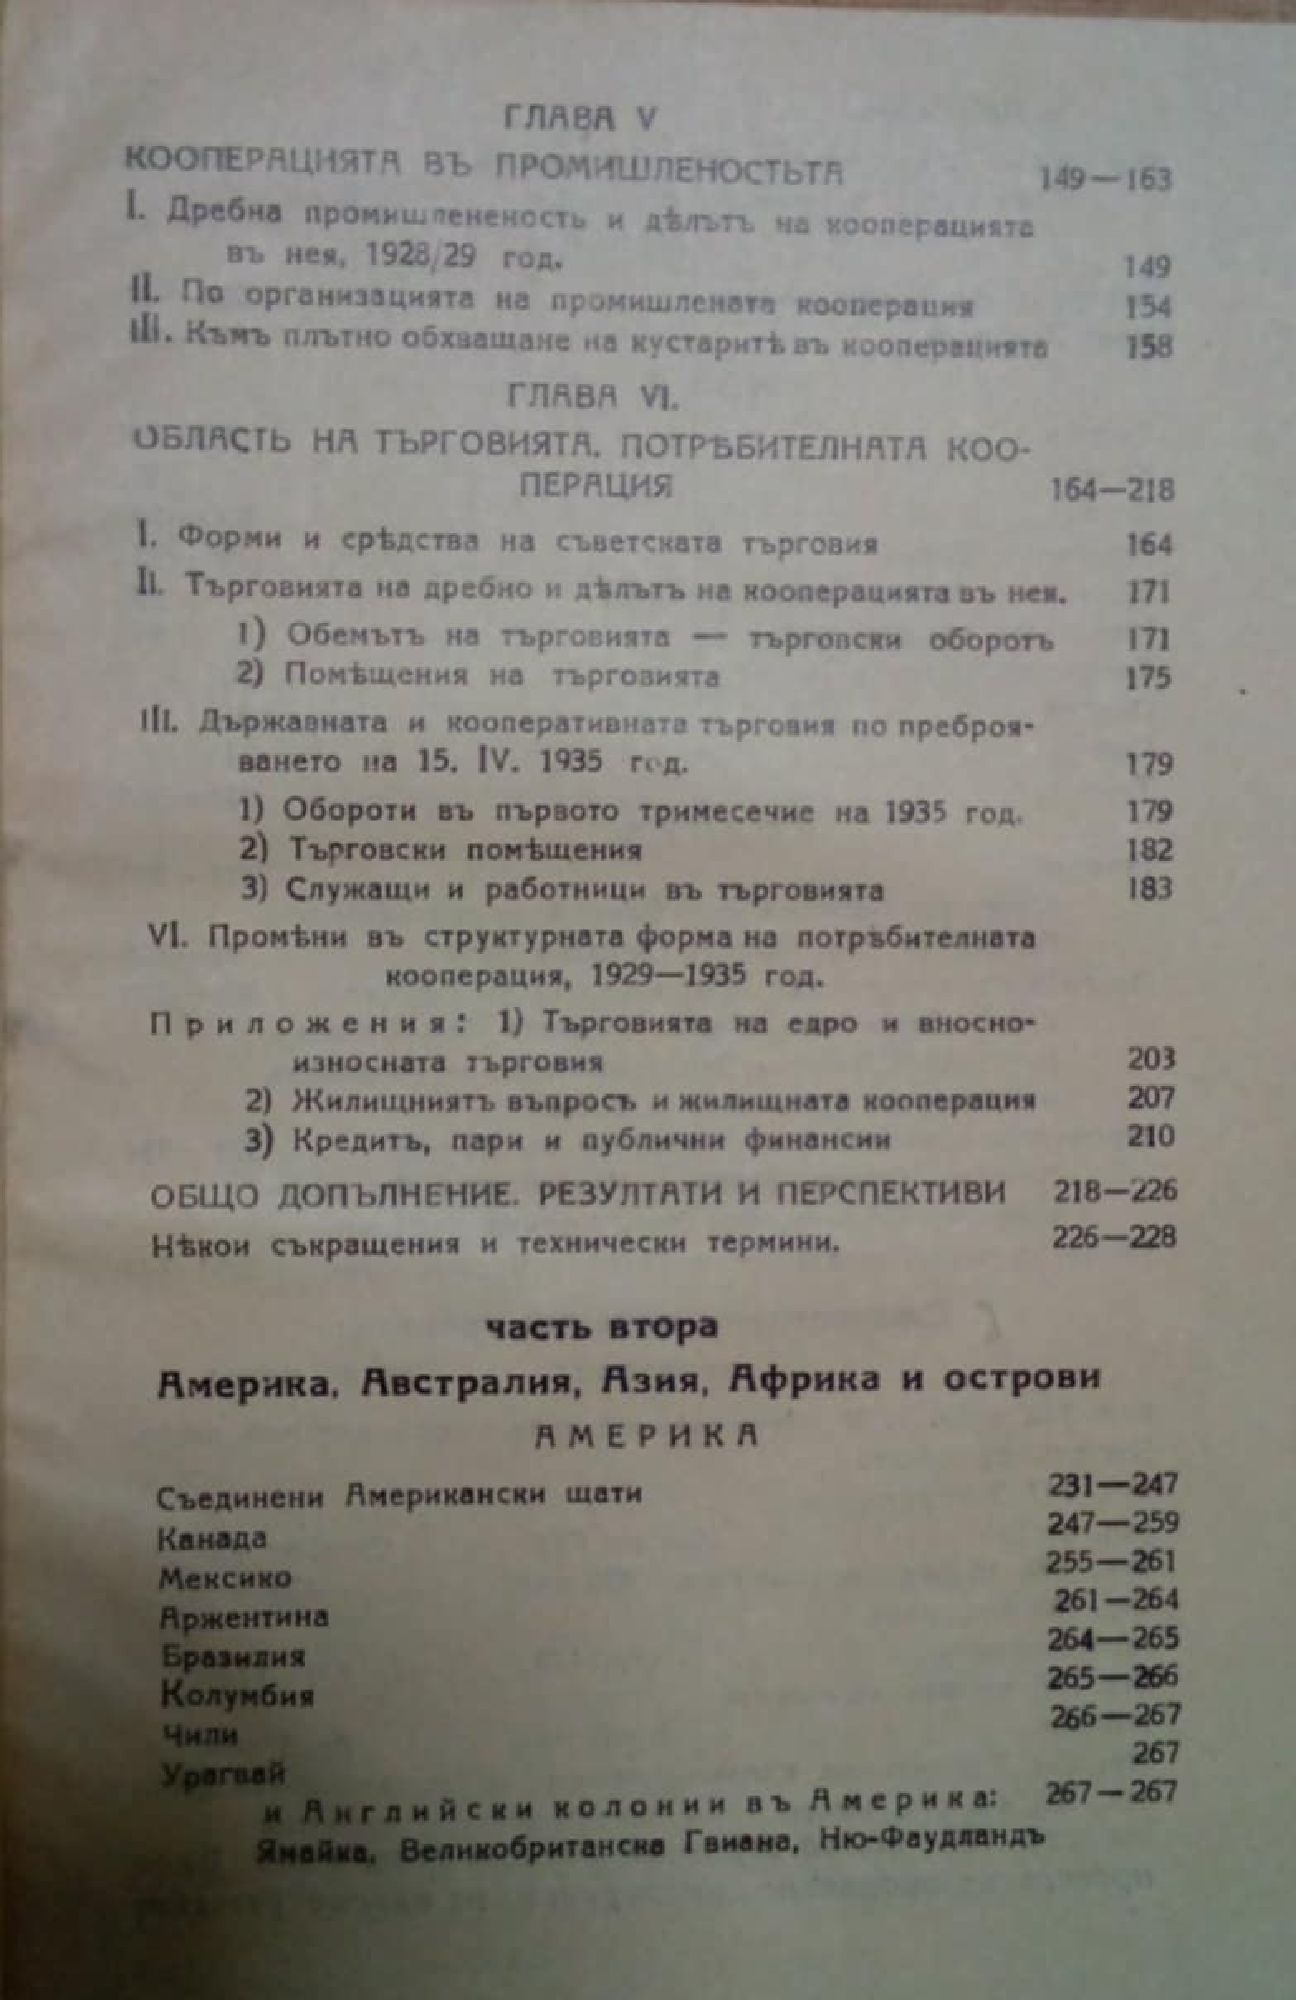 ГЛАВА V
КООПЕРАЦИЯТА ВЪ ПРОМИШЛЕНОСТЬТА 149—163
I. Дребна промишлененость и дѣлътъ на кооперацията
въ нея, 1928/29 год. 149
II. По организацията на промишлената кооперация 154
III. Към плътно обхващане на кустаритѣ въ кооперацията 158
ГЛАВА VI.
ОБЛАСТЬ НА ТЪРГОВИЯТА. ПОТРѢБИТЕЛНАТА КОО-
ПЕРАЦИЯ 164—218
I. Форми и срѣдства на съветската търговия 164
II. Търговията на дребно и дѣлътъ на кооперацията въ нея. 171
1) Обемътъ на търговията — търговски оборотъ 171
2) Помѣщения на търговията 175
III. Държавната и кооперативната търговия по преброя-
ването на 15. IV. 1935 год. 179
1) Обороти въ първото тримесечие на 1935 год. 179
2) Търговски помѣщения 182
3) Служащи и работници въ търговията 183
VI. Промѣни въ структурната форма на потрѣбителната
кооперация, 1929—1935 год.
Приложения: 1) Търговията на едро и вносно-
износната търговия 203
2) Жилищниятъ въпросъ и жилищната кооперация 207
3) Кредитъ, пари и публични финансии 210
ОБЩО ДОПЪЛНЕНИЕ. РЕЗУЛТАТИ И ПЕРСПЕКТИВИ 218—226
Нѣкои съкращения и технически термини. 226—228
часть втора
Америка, Австралия, Азия, Африка и острови
АМЕРИКА
Съединени Американски щати 231—247
Канада 247—259
Мексико 255—261
Аржентина 261—264
Бразилия 264—265
Колумбия 265—266
Чили 266—267
Урагвай 267
и Английски колонии въ Америка: 267—267
Ямайка, Великобританска Гвиана, Ню-Фаудландъ